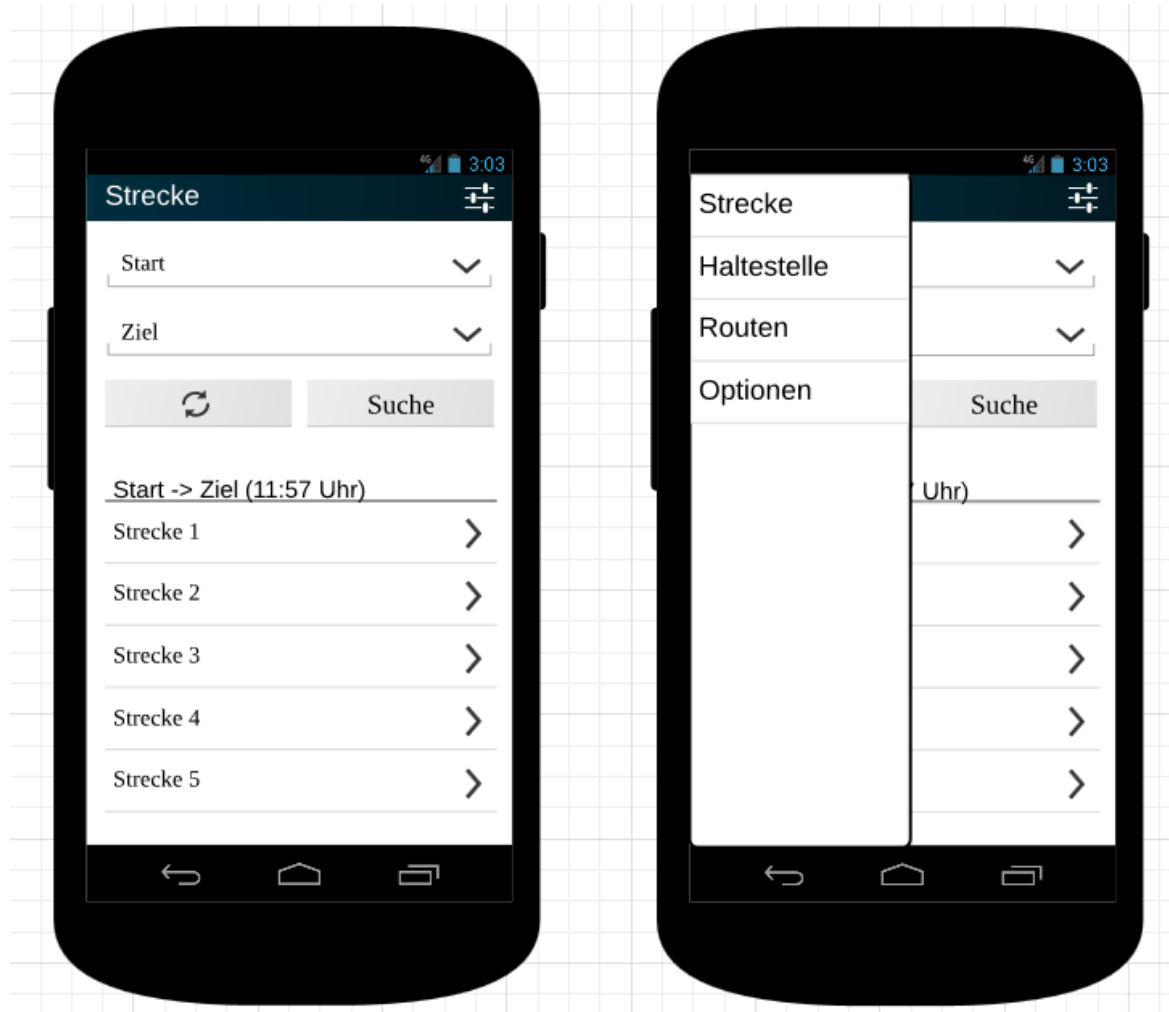 4G 3:03
Strecke
Start
Ziel
Suche
Start -> Ziel (11:57 Uhr)
Strecke 1
Strecke 2
Strecke 3
Strecke 4
Strecke 5
4G 3:03
Strecke
Haltestelle
Routen
Optionen
Suche
Uhr)